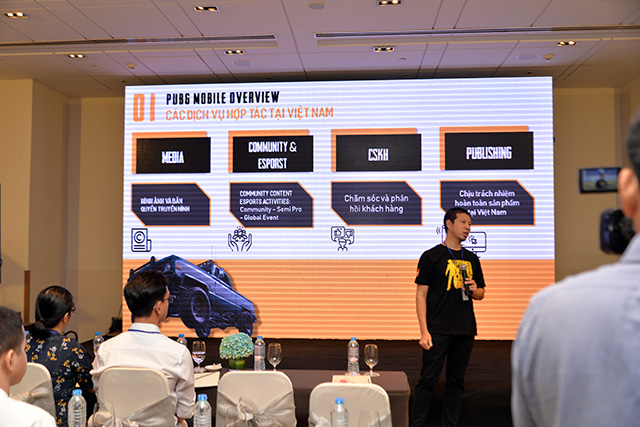 01
PUBG MOBILE OVERVIEW
CÁC DỊCH VỤ HỢP TÁC TẠI VIỆT NAM
MEDIA
HÌNH ẢNH VÀ BẢN
QUYỀN TRUYỀN HÌNH
COMMUNITY &
ESPORST
COMMUNITY CONTENT
ESPORTS ACTIVITIES:
Community – Semi Pro
– Global Event
CSKH
Chăm sóc và phản
hồi khách hàng
PUBLISHING
Chịu trách nhiệm
hoàn toàn sản phẩm
tại Việt Nam